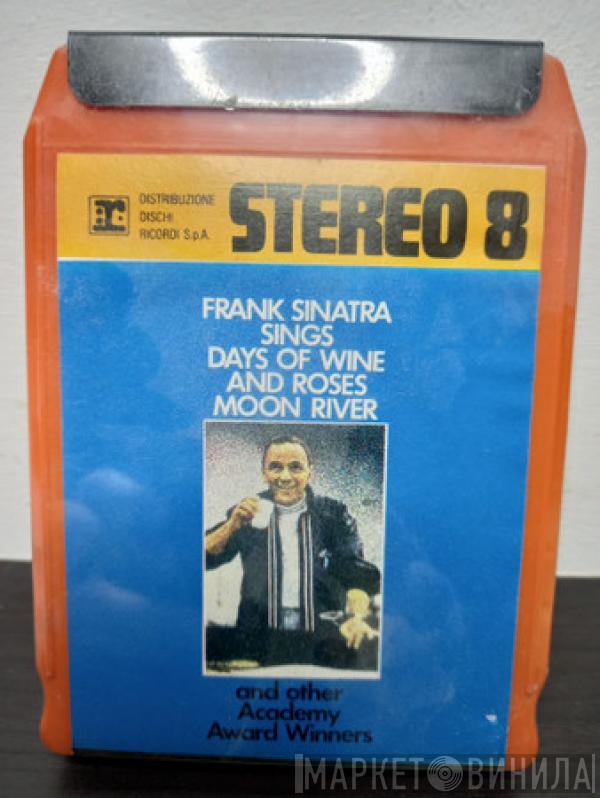 DISTRIBUZIONE
DISCHI
RICORDI S.p.A.
STEREO 8
FRANK SINATRA
SINGS
DAYS OF WINE
AND ROSES
MOON RIVER
and other
Academy
Award Winners
МАРКЕТ ВИНИЛА